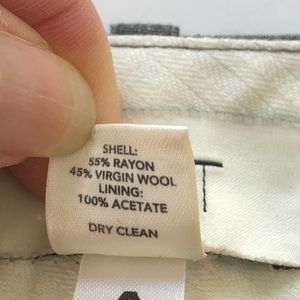 SHELL:
55% RAYON
45% VIRGIN WOOL
LINING:
100% ACETATE
DRY CLEAN